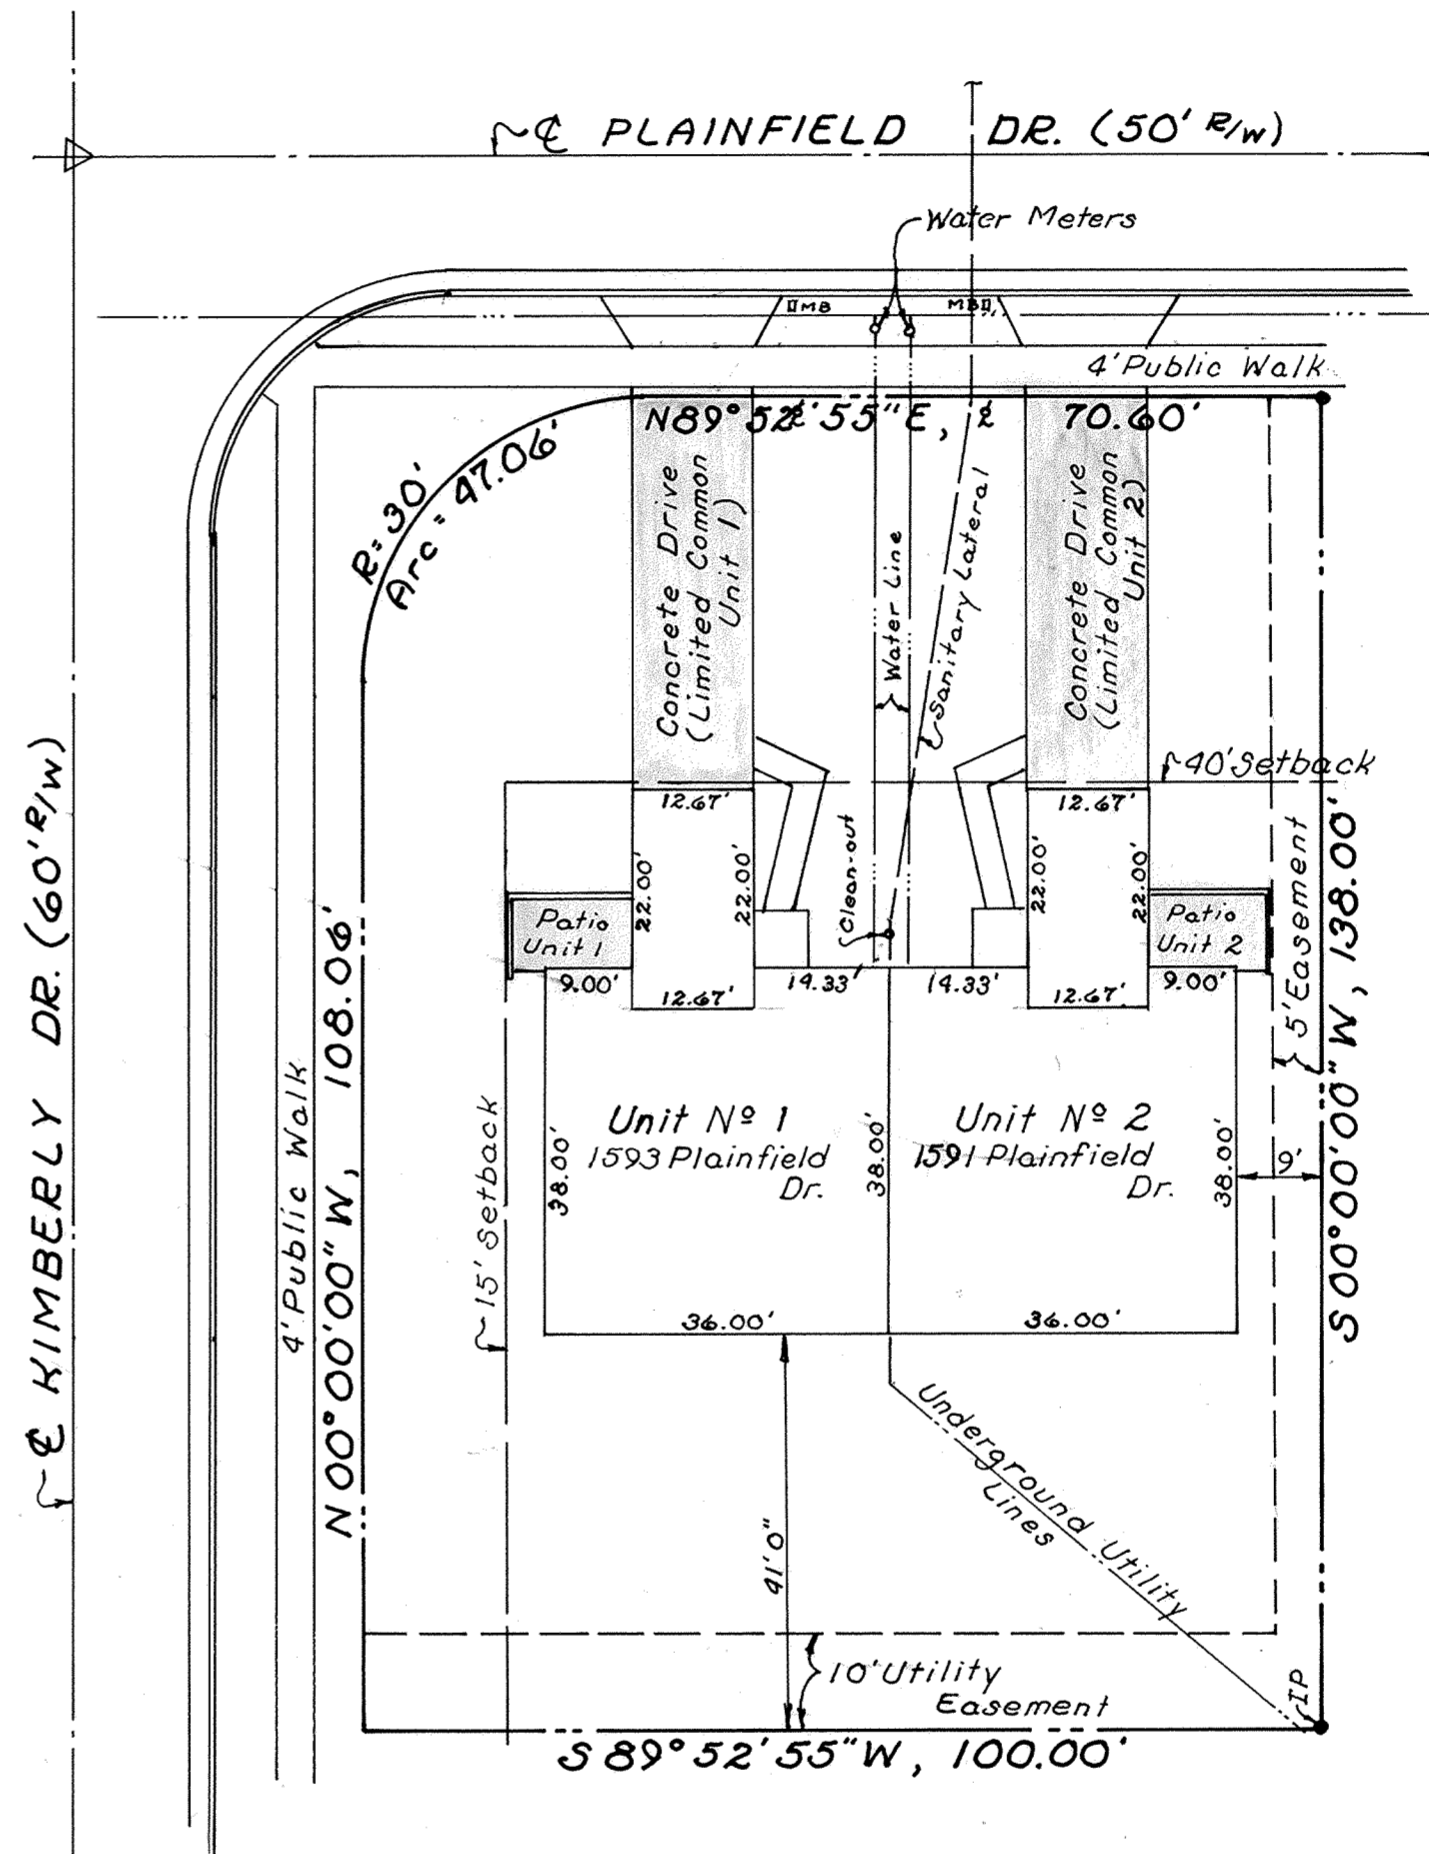 ℄ PLAINFIELD DR. (50' R/W)
Water Meters
MB
MB
4' Public Walk
N 89° 52' 55" E, 70.60'
R = 30'
Arc = 47.06'
Concrete Drive
(Limited Common
Unit 1)
Water Line
Sanitary Lateral
Concrete Drive
(Limited Common
Unit 2)
40' Setback
12.67'
12.67'
22.00'
22.00'
Clean-out
22.00'
22.00'
5' Easement
Patio
Unit 1
Patio
Unit 2
9.00'
12.67'
14.33'
14.33'
12.67'
9.00'
℄ KIMBERLY DR. (60' R/W)
4' Public Walk
N 00° 00' 00" W, 108.06'
15' Setback
38.00'
Unit Nº 1
1593 Plainfield
Dr.
38.00'
Unit Nº 2
1591 Plainfield
Dr.
38.00'
9'
S 00° 00' 00" W, 138.00'
36.00'
36.00'
41'0"
Underground Utility
Lines
10' Utility
Easement
IP
S 89° 52' 55" W, 100.00'